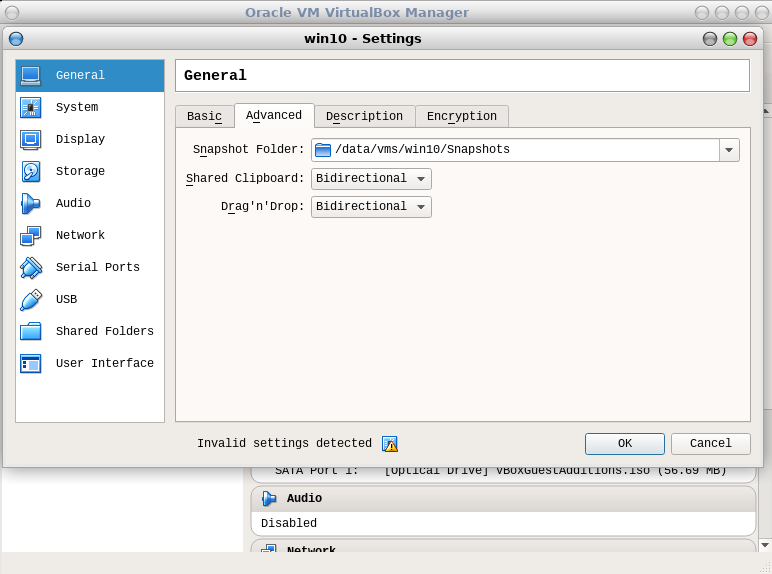 Oracle VM VirtualBox Manager
win10 - Settings
General
System
Display
Storage
Audio
Network
Serial Ports
USB
Shared Folders
User Interface
General
Basic Advanced Description Encryption
Snapshot Folder: /data/vms/win10/Snapshots
Shared Clipboard: Bidirectional
Drag'n'Drop: Bidirectional
Invalid settings detected
OK Cancel
SATA Port 1: [Optical Drive] VBoxGuestAdditions.iso (56.69 MB)
Audio
Disabled
Network